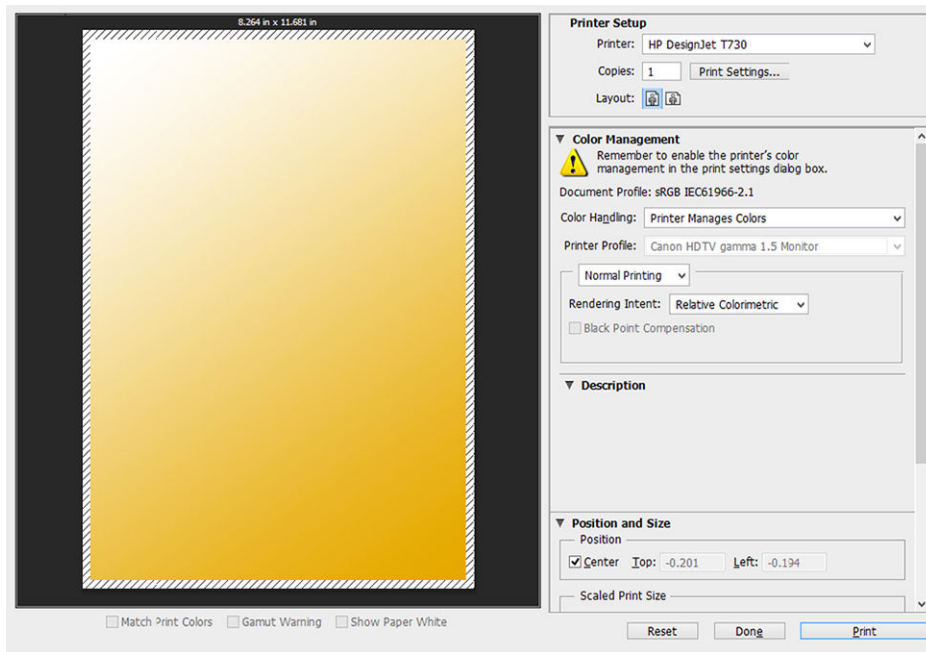 8.264 in x 11.681 in
Match Print Colors Gamut Warning Show Paper White
Printer Setup
Printer: HP DesignJet T730
Copies: 1 Print Settings...
Layout:
Color Management
Remember to enable the printer's color
management in the print settings dialog box.
Document Profile: sRGB IEC61966-2.1
Color Handling: Printer Manages Colors
Printer Profile: Canon HDTV gamma 1.5 Monitor
Normal Printing
Rendering Intent: Relative Colorimetric
Black Point Compensation
Description
Position and Size
Position
Center Top: -0.201 Left: -0.194
Scaled Print Size
Reset Done Print